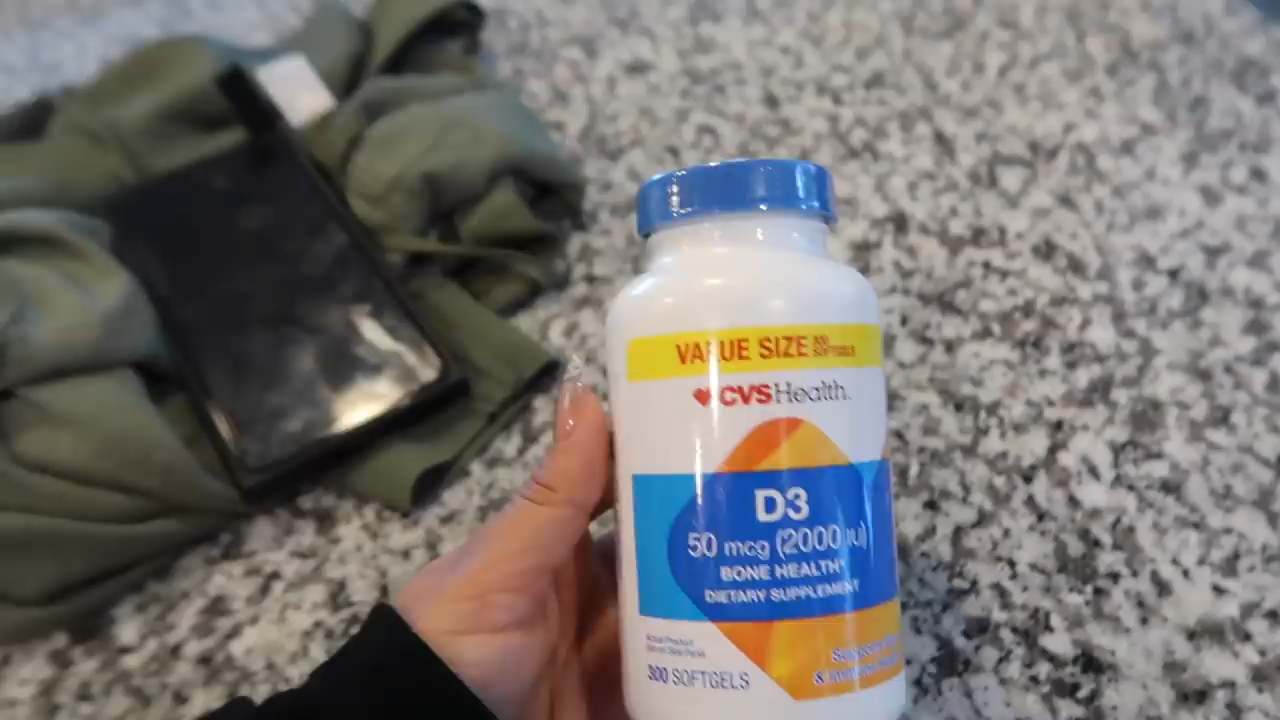 VALUE SIZE
CVSHealth.
D3
50 mcg (2000 IU)
BONE HEALTH*
DIETARY SUPPLEMENT
300 SOFTGELS